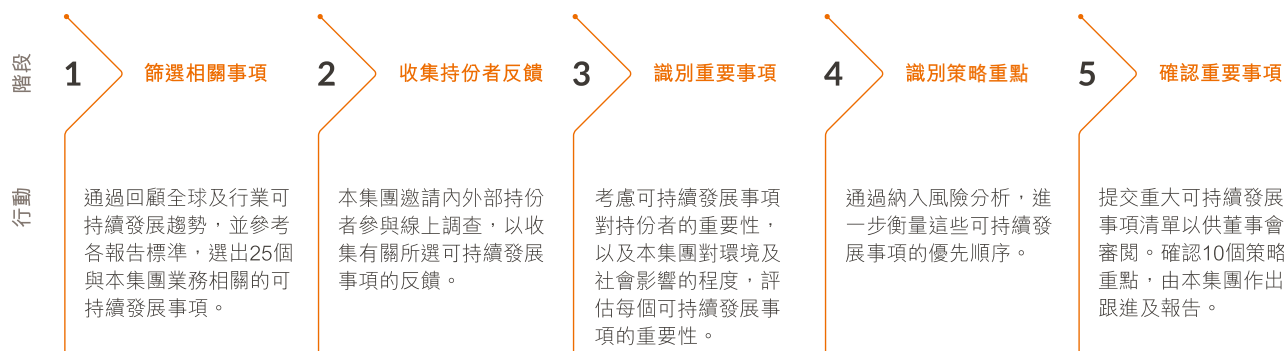 階段
1
篩選相關事項
2
收集持份者反饋
3
識別重要事項
4
識別策略重點
5
確認重要事項
行動
通過回顧全球及行業可
持續發展趨勢，並參考
各報告標準，選出25個
與本集團業務相關的可
持續發展事項。
本集團邀請內外部持份
者參與線上調查，以收
集有關所選可持續發展
事項的反饋。
考慮可持續發展事項
對持份者的重要性，
以及本集團對環境及
社會影響的程度，評
估每個可持續發展事
項的重要性。
通過納入風險分析，進
一步衡量這些可持續發
展事項的優先順序。
提交重大可持續發展
事項清單以供董事會
審閱。確認10個策略
重點，由本集團作出
跟進及報告。